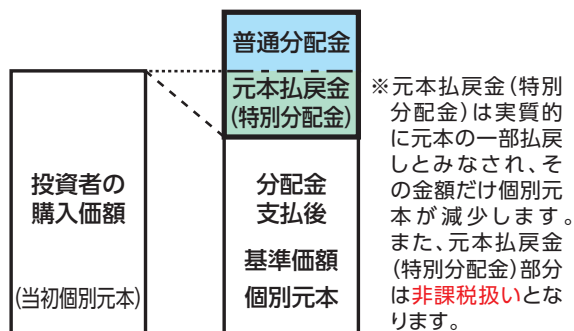 普通分配金
元本払戻金
(特別分配金)
投資者の
購入価額
(当初個別元本)
分配金
支払後
基準価額
個別元本
※元本払戻金(特別
分配金)は実質的
に元本の一部払戻
しとみなされ、そ
の金額だけ個別元
本が減少します。
また、元本払戻金
(特別分配金)部分
は非課税扱いとな
ります。